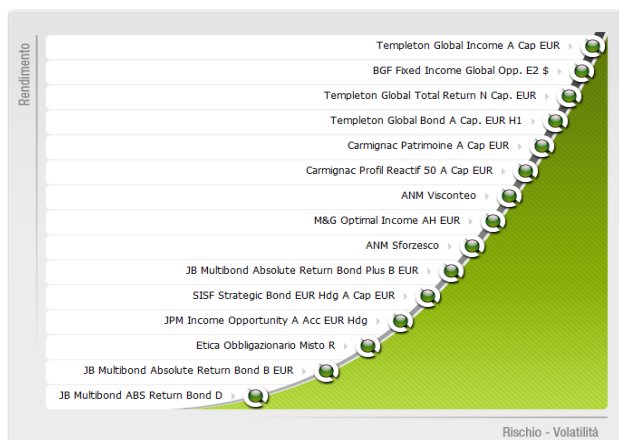 Rendimento
Templeton Global Income A Cap EUR
BGF Fixed Income Global Opp. E2 $
Templeton Global Total Return N Cap. EUR
Templeton Global Bond A Cap. EUR H1
Carmignac Patrimoine A Cap EUR
Carmignac Profil Reactif 50 A Cap EUR
ANM Visconteo
M&G Optimal Income AH EUR
ANM Sforzesco
JB Multibond Absolute Return Bond Plus B EUR
SISF Strategic Bond EUR Hdg A Cap EUR
JPM Income Opportunity A Acc EUR Hdg
Etica Obbligazionario Misto R
JB Multibond Absolute Return Bond B EUR
JB Multibond ABS Return Bond D
Rischio - Volatilità